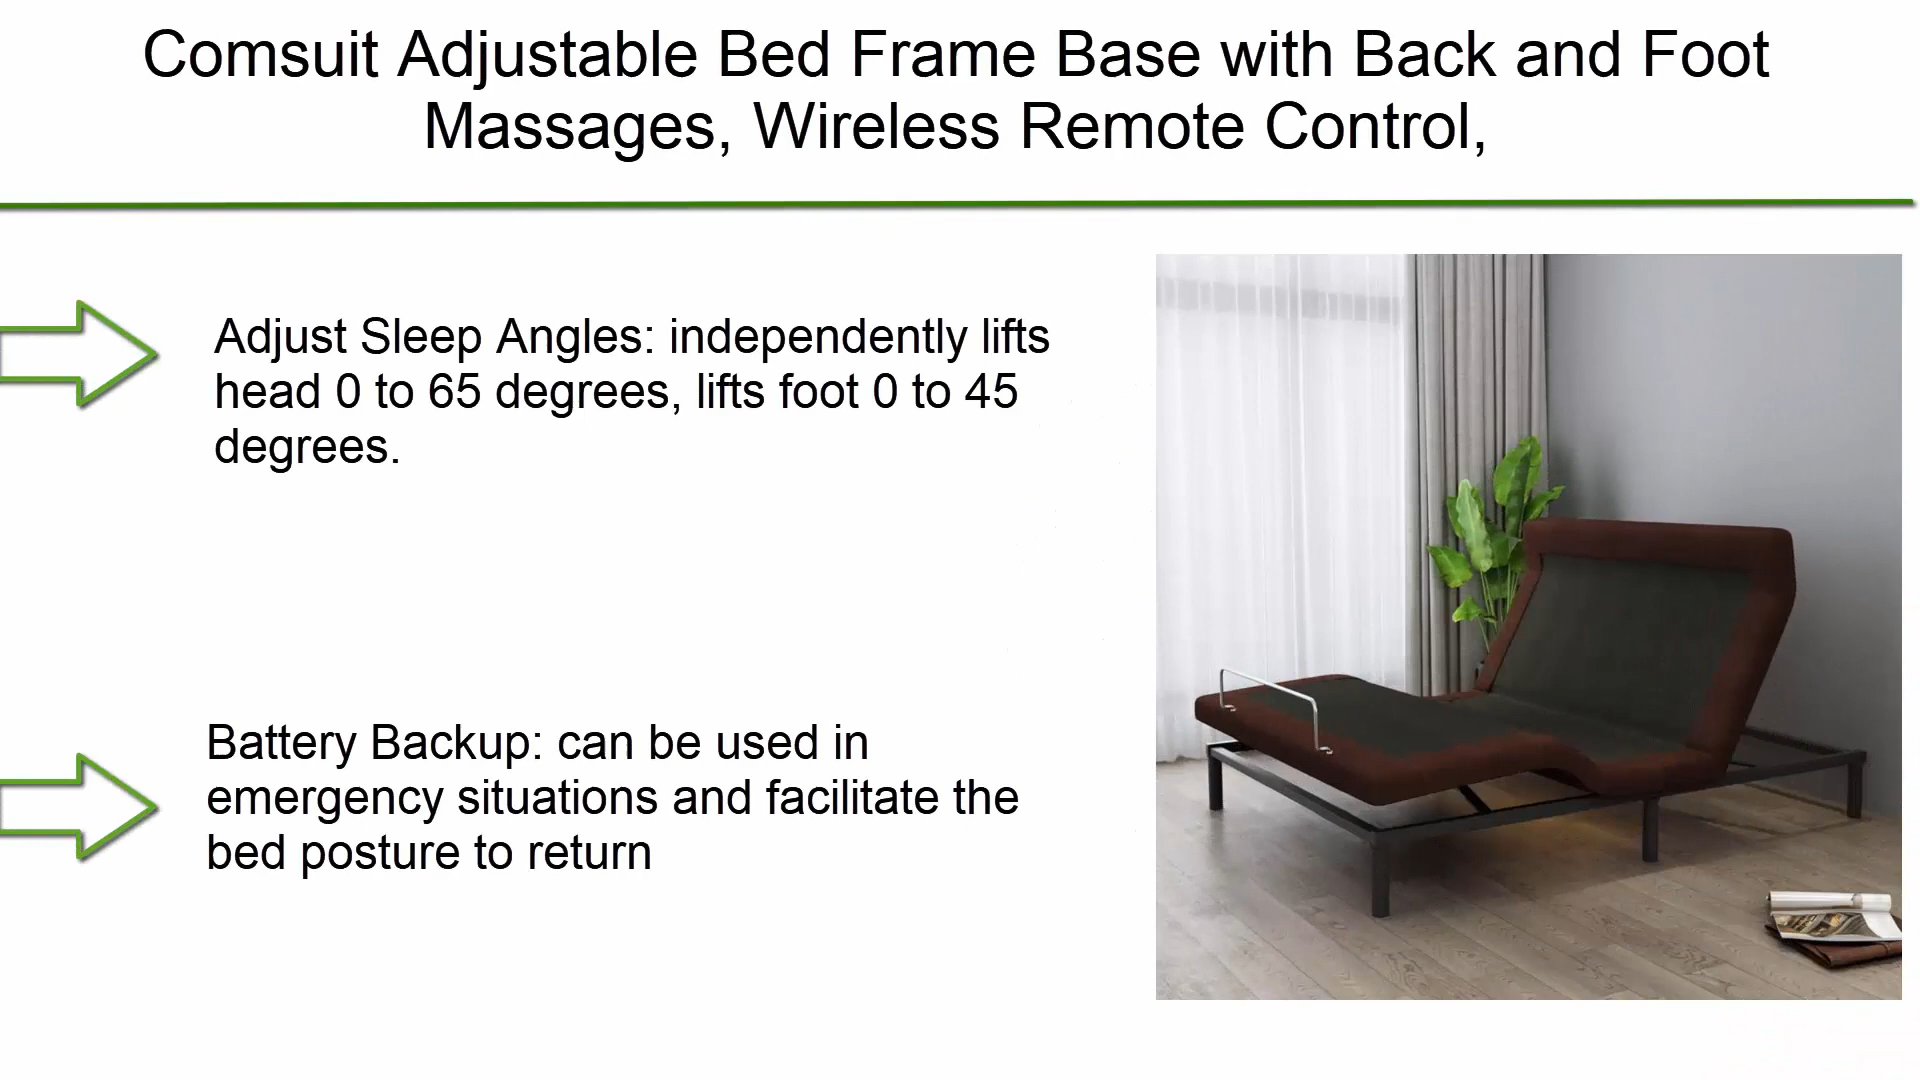 Comsuit Adjustable Bed Frame Base with Back and Foot
Massages, Wireless Remote Control,
Adjust Sleep Angles: independently lifts
head 0 to 65 degrees, lifts foot 0 to 45
degrees.
Battery Backup: can be used in
emergency situations and facilitate the
bed posture to return